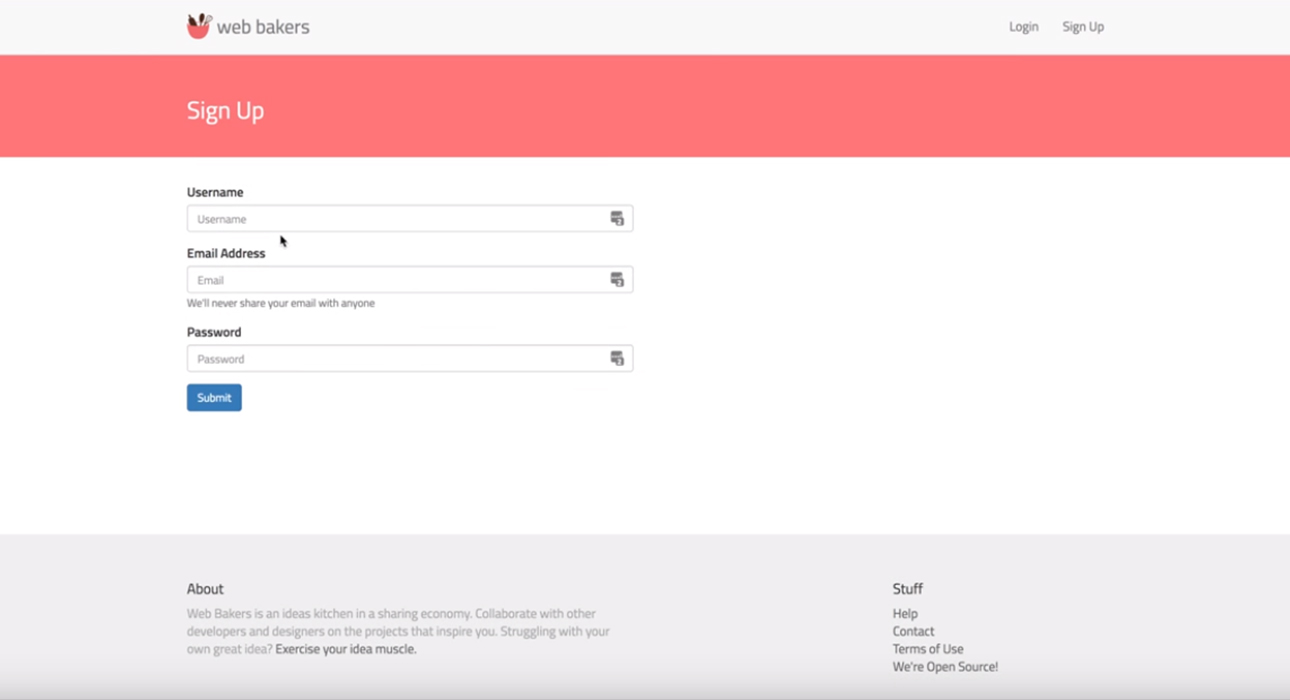 web bakers
Login
Sign Up
Sign Up
Username
Username
Email Address
Email
We'll never share your email with anyone
Password
Password
Submit
About
Web Bakers is an ideas kitchen in a sharing economy. Collaborate with other
developers and designers on the projects that inspire you. Struggling with your
own great idea? Exercise your idea muscle.
Stuff
Help
Contact
Terms of Use
We're Open Source!